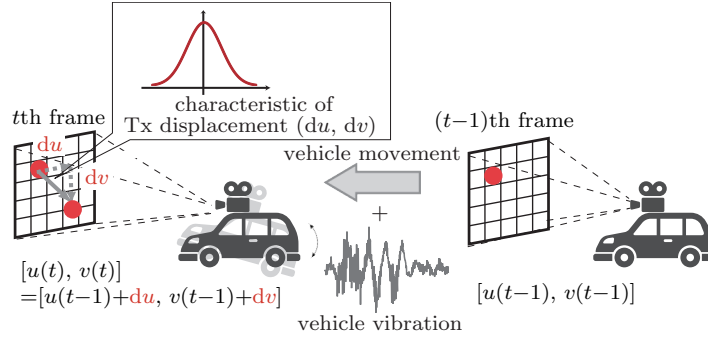 characteristic of
Tx displacement (du, dv)
tth frame
du
dv
(t−1)th frame
vehicle movement
+
vehicle vibration
[u(t), v(t)]
=[u(t−1)+du, v(t−1)+dv]
[u(t−1), v(t−1)]